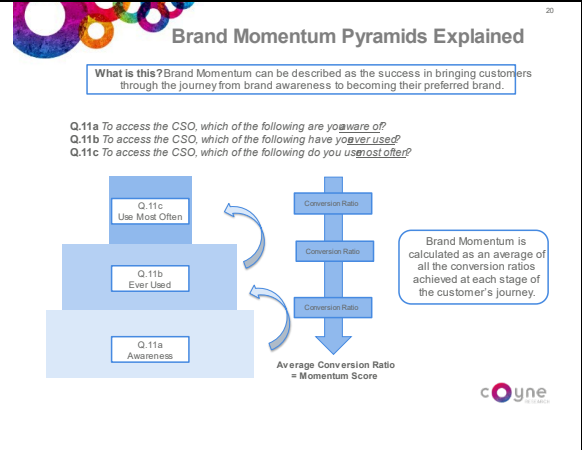 20
Brand Momentum Pyramids Explained
What is this? Brand Momentum can be described as the success in bringing customers
through the journey from brand awareness to becoming their preferred brand.
Q.11a To access the CSO, which of the following are you aware of?
Q.11b To access the CSO, which of the following have you ever used?
Q.11c To access the CSO, which of the following do you use most often?
Q.11c
Use Most Often
Q.11b
Ever Used
Q.11a
Awareness
Conversion Ratio
Conversion Ratio
Conversion Ratio
Average Conversion Ratio
= Momentum Score
Brand Momentum is
calculated as an average of
all the conversion ratios
achieved at each stage of
the customer's journey.
coyne
RESEARCH